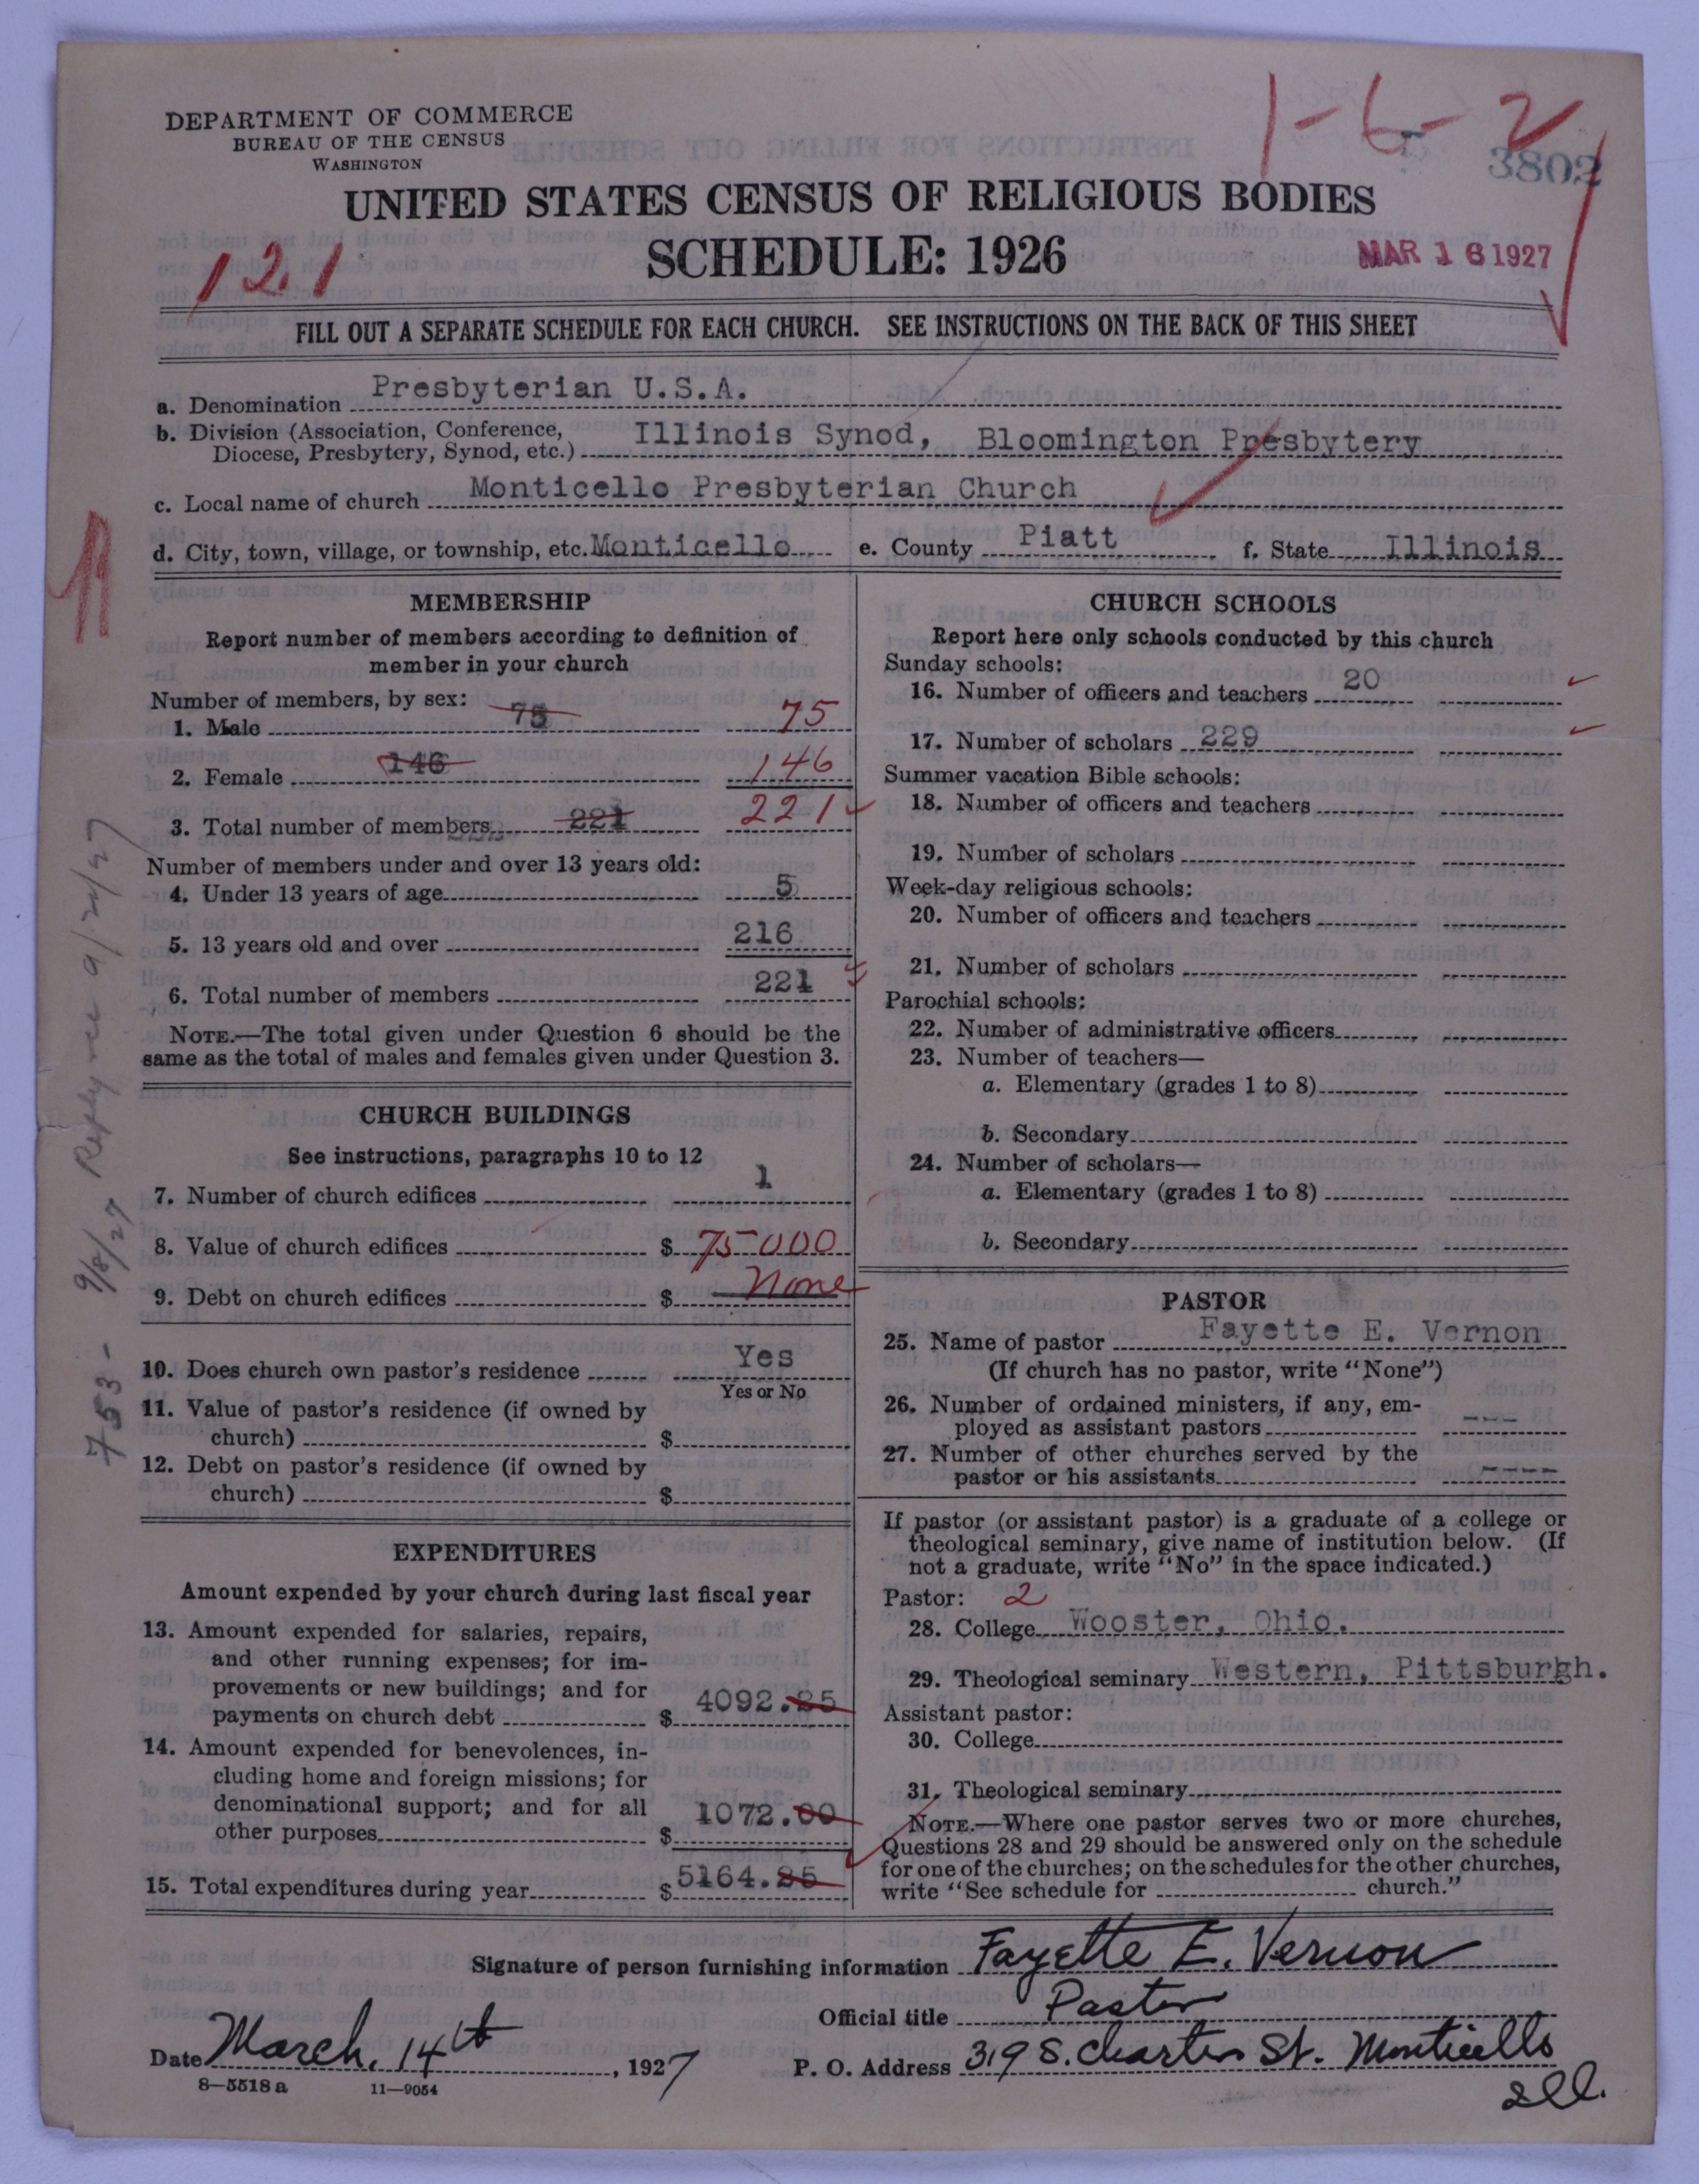 1-6-2
3802
DEPARTMENT OF COMMERCE
BUREAU OF THE CENSUS
WASHINGTON
UNITED STATES CENSUS OF RELIGIOUS BODIES
SCHEDULE: 1926
MAR 16 1927
121
FILL OUT A SEPARATE SCHEDULE FOR EACH CHURCH. SEE INSTRUCTIONS ON THE BACK OF THIS SHEET
a. Denomination Presbyterian U.S.A.
b. Division (Association, Conference, Diocese, Presbytery, Synod, etc.) Illinois Synod, Bloomington Presbytery
c. Local name of church Monticello Presbyterian Church
d. City, town, village, or township, etc. Monticello e. County Piatt f. State Illinois
MEMBERSHIP
Report number of members according to definition of
member in your church
Number of members, by sex:
1. Male 75 75
2. Female 146 146
3. Total number of members 221 221
Number of members under and over 13 years old:
4. Under 13 years of age 5
5. 13 years old and over 216
6. Total number of members 221
NOTE.—The total given under Question 6 should be the
same as the total of males and females given under Question 3.
CHURCH BUILDINGS
See instructions, paragraphs 10 to 12
7. Number of church edifices 1
8. Value of church edifices $ 75000
9. Debt on church edifices $ None
10. Does church own pastor's residence Yes
Yes or No
11. Value of pastor's residence (if owned by
church) $
12. Debt on pastor's residence (if owned by
church) $
EXPENDITURES
Amount expended by your church during last fiscal year
13. Amount expended for salaries, repairs,
and other running expenses; for im-
provements or new buildings; and for
payments on church debt $ 4092.25
14. Amount expended for benevolences, in-
cluding home and foreign missions; for
denominational support; and for all
other purposes $ 1072.00
15. Total expenditures during year $ 5164.25
CHURCH SCHOOLS
Report here only schools conducted by this church
Sunday schools:
16. Number of officers and teachers 20
17. Number of scholars 229
Summer vacation Bible schools:
18. Number of officers and teachers
19. Number of scholars
Week-day religious schools:
20. Number of officers and teachers
21. Number of scholars
Parochial schools:
22. Number of administrative officers
23. Number of teachers—
a. Elementary (grades 1 to 8)
b. Secondary
24. Number of scholars—
a. Elementary (grades 1 to 8)
b. Secondary
PASTOR
25. Name of pastor Fayette E. Vernon
(If church has no pastor, write "None")
26. Number of ordained ministers, if any, em-
ployed as assistant pastors ---
27. Number of other churches served by the
pastor or his assistants ----
If pastor (or assistant pastor) is a graduate of a college or
theological seminary, give name of institution below. (If
not a graduate, write "No" in the space indicated.)
Pastor: 2
28. College Wooster, Ohio.
29. Theological seminary Western, Pittsburgh.
Assistant pastor:
30. College
31. Theological seminary
NOTE.—Where one pastor serves two or more churches,
Questions 28 and 29 should be answered only on the schedule
for one of the churches; on the schedules for the other churches,
write "See schedule for church."
Signature of person furnishing information Fayette E. Vernon
Official title Pastor
Date March, 14th, 1927 P. O. Address 319 S. Charter St. Monticello
Ill.
8—5518 a 11—9054
753- 9/8/27 Reply rec 9/21/27